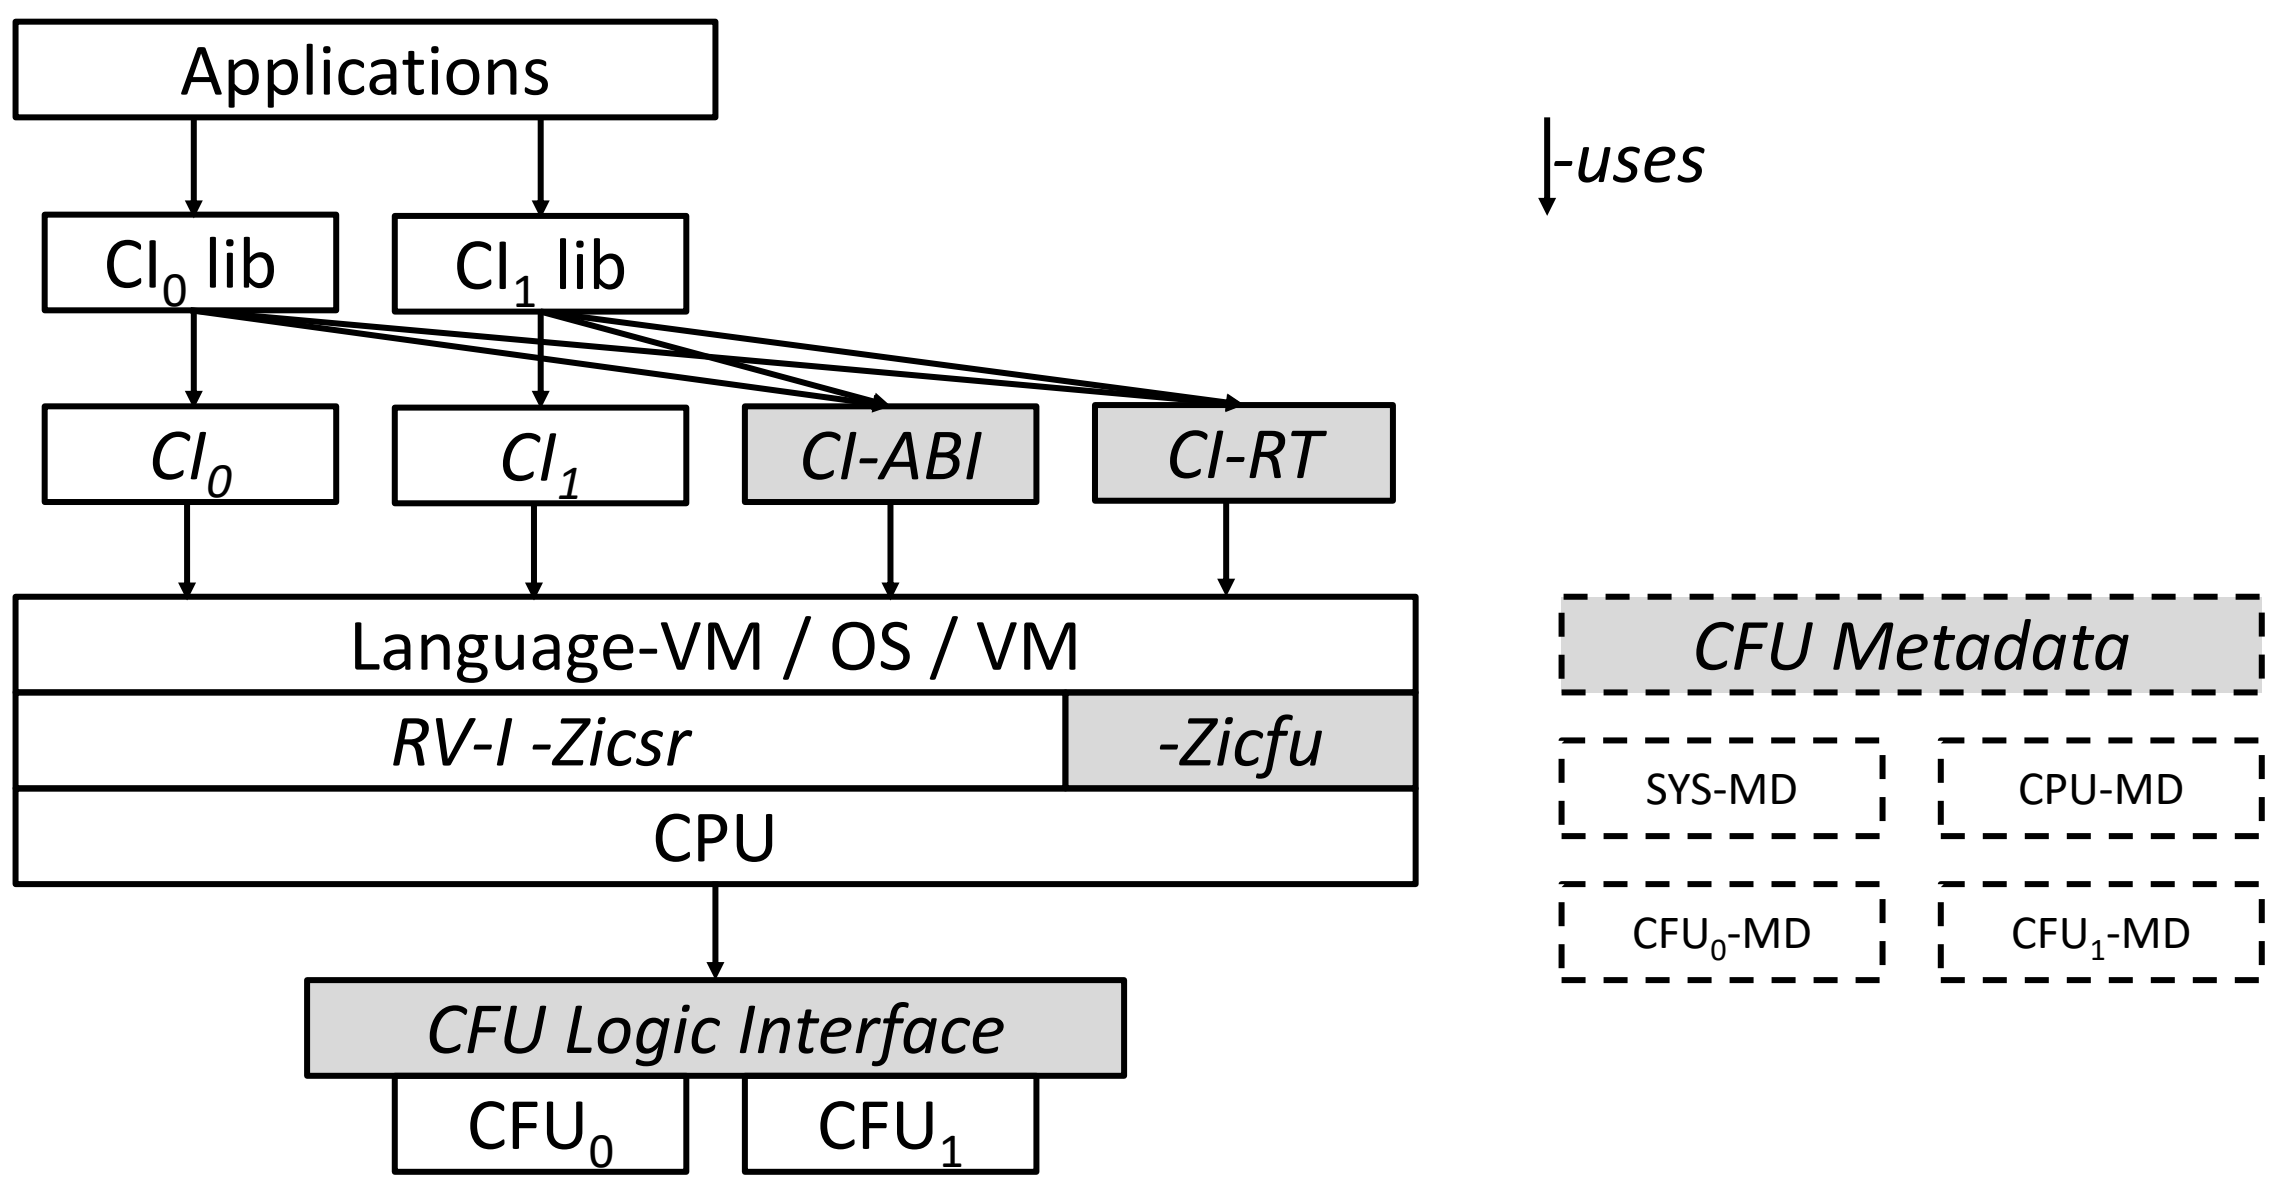 Applications
-uses
CI₀ lib
CI₁ lib
CI₀
CI₁
CI-ABI
CI-RT
Language-VM / OS / VM
RV-I -Zicsr
-Zicfu
CPU
CFU Metadata
SYS-MD
CPU-MD
CFU₀-MD
CFU₁-MD
CFU Logic Interface
CFU₀
CFU₁